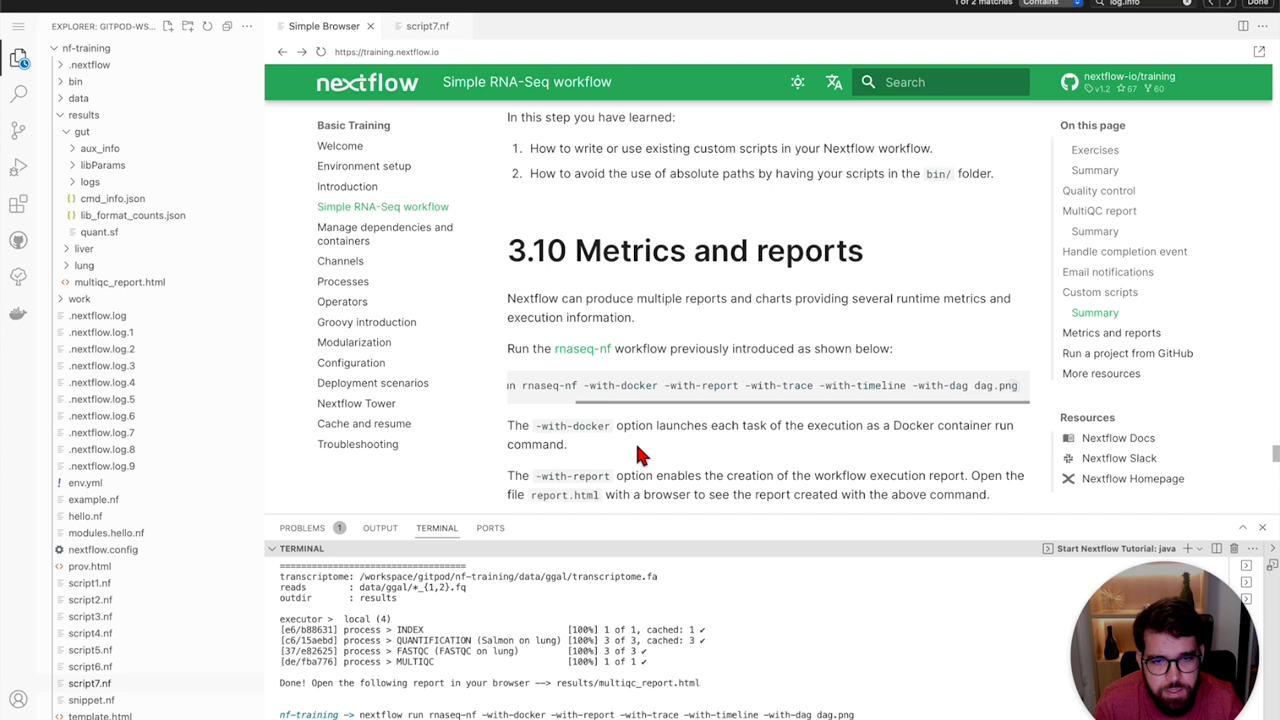 1 of 2 matches
Contains
log.info
Done
EXPLORER: GITPOD-WS...
Simple Browser
script7.nf
https://training.nextflow.io
nf-training
.nextflow
bin
data
results
gut
aux_info
libParams
logs
cmd_info.json
lib_format_counts.json
quant.sf
liver
lung
multiqc_report.html
work
.nextflow.log
.nextflow.log.1
.nextflow.log.2
.nextflow.log.3
.nextflow.log.4
.nextflow.log.5
.nextflow.log.6
.nextflow.log.7
.nextflow.log.8
.nextflow.log.9
env.yml
example.nf
hello.nf
modules.hello.nf
nextflow.config
prov.html
script1.nf
script2.nf
script3.nf
script4.nf
script5.nf
script6.nf
script7.nf
snippet.nf
template.html
nextflow
Simple RNA-Seq workflow
Search
nextflow-io/training
v1.2 67 60
Basic Training
Welcome
Environment setup
Introduction
Simple RNA-Seq workflow
Manage dependencies and
containers
Channels
Processes
Operators
Groovy introduction
Modularization
Configuration
Deployment scenarios
Nextflow Tower
Cache and resume
Troubleshooting
In this step you have learned:
1. How to write or use existing custom scripts in your Nextflow workflow.
2. How to avoid the use of absolute paths by having your scripts in the bin/ folder.
3.10 Metrics and reports
Nextflow can produce multiple reports and charts providing several runtime metrics and
execution information.
Run the rnaseq-nf workflow previously introduced as shown below:
un rnaseq-nf -with-docker -with-report -with-trace -with-timeline -with-dag dag.png
The -with-docker option launches each task of the execution as a Docker container run
command.
The -with-report option enables the creation of the workflow execution report. Open the
file report.html with a browser to see the report created with the above command.
On this page
Exercises
Summary
Quality control
MultiQC report
Summary
Handle completion event
Email notifications
Custom scripts
Summary
Metrics and reports
Run a project from GitHub
More resources
Resources
Nextflow Docs
Nextflow Slack
Nextflow Homepage
PROBLEMS 1 OUTPUT TERMINAL PORTS
TERMINAL
Start Nextflow Tutorial: java
===================================
transcriptome: /workspace/gitpod/nf-training/data/ggal/transcriptome.fa
reads : data/ggal/*_{1,2}.fq
outdir : results
executor > local (4)
[e6/b88631] process > INDEX [100%] 1 of 1, cached: 1 ✔
[c6/15aebd] process > QUANTIFICATION (Salmon on lung) [100%] 3 of 3, cached: 3 ✔
[37/e82625] process > FASTQC (FASTQC on lung) [100%] 3 of 3 ✔
[de/fba776] process > MULTIQC [100%] 1 of 1 ✔
Done! Open the following report in your browser --> results/multiqc_report.html
nf-training -> nextflow run rnaseq-nf -with-docker -with-report -with-trace -with-timeline -with-dag dag.png